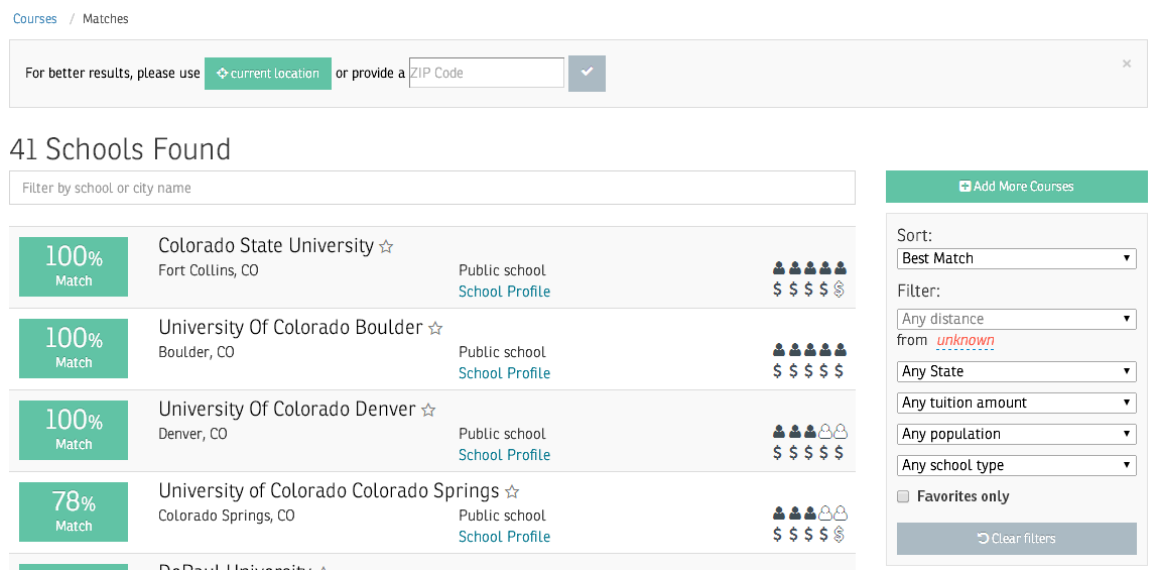 Courses / Matches
For better results, please use current location or provide a ZIP Code
×
41 Schools Found
Filter by school or city name
Add More Courses
100% Match
Colorado State University
Fort Collins, CO
Public school
School Profile
$ $ $ $ $
100% Match
University Of Colorado Boulder
Boulder, CO
Public school
School Profile
$ $ $ $ $
100% Match
University Of Colorado Denver
Denver, CO
Public school
School Profile
$ $ $ $ $
78% Match
University of Colorado Colorado Springs
Colorado Springs, CO
Public school
School Profile
$ $ $ $ $
DePaul University
Sort:
Best Match
Filter:
Any distance
from unknown
Any State
Any tuition amount
Any population
Any school type
Favorites only
Clear filters